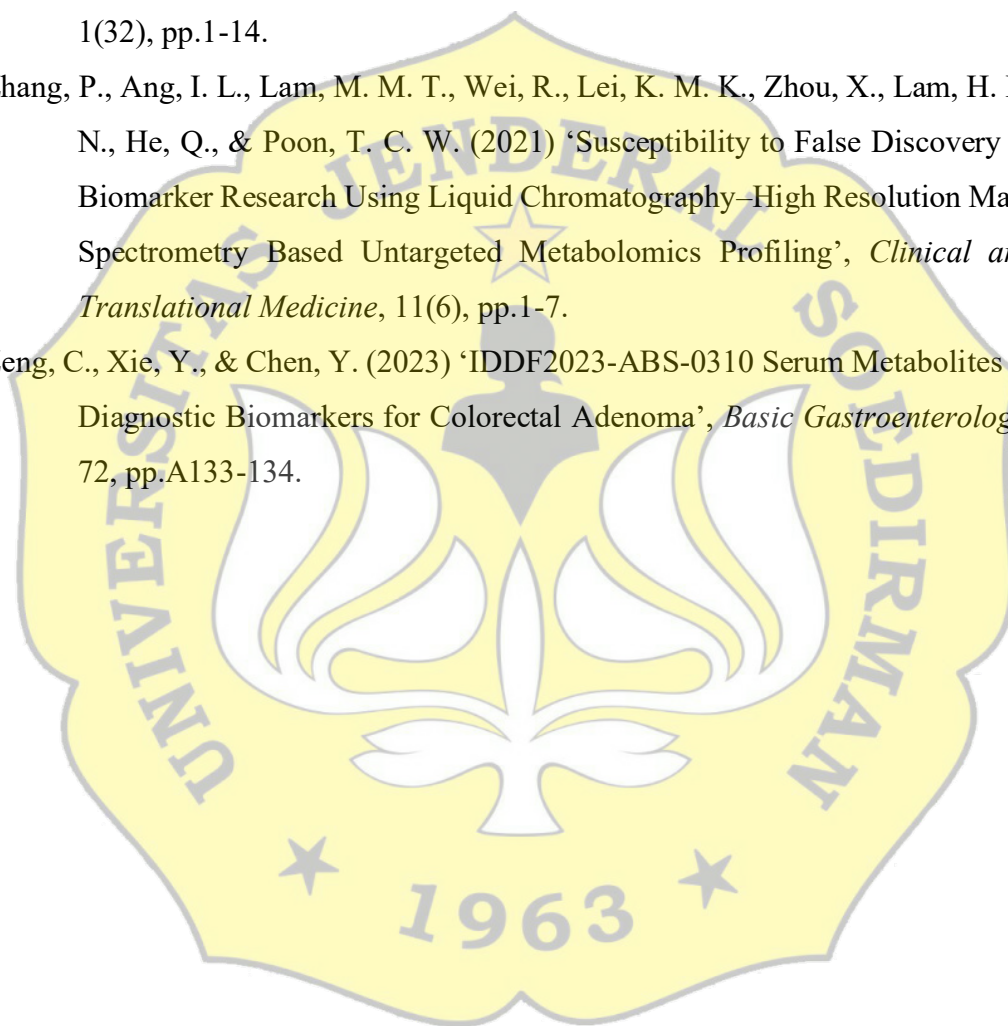 1(32), pp.1-14.
hang, P., Ang, I. L., Lam, M. M. T., Wei, R., Lei, K. M. K., Zhou, X., Lam, H. 
N., He, Q., & Poon, T. C. W. (2021) ‘Susceptibility to False Discovery
Biomarker Research Using Liquid Chromatography–High Resolution Ma
Spectrometry Based Untargeted Metabolomics Profiling’, Clinical a
Translational Medicine, 11(6), pp.1-7.
eng, C., Xie, Y., & Chen, Y. (2023) ‘IDDF2023-ABS-0310 Serum Metabolites
Diagnostic Biomarkers for Colorectal Adenoma’, Basic Gastroenterolog
72, pp.A133-134.
UNIVERSITAS JENDERAL SOEDIRMAN
1963